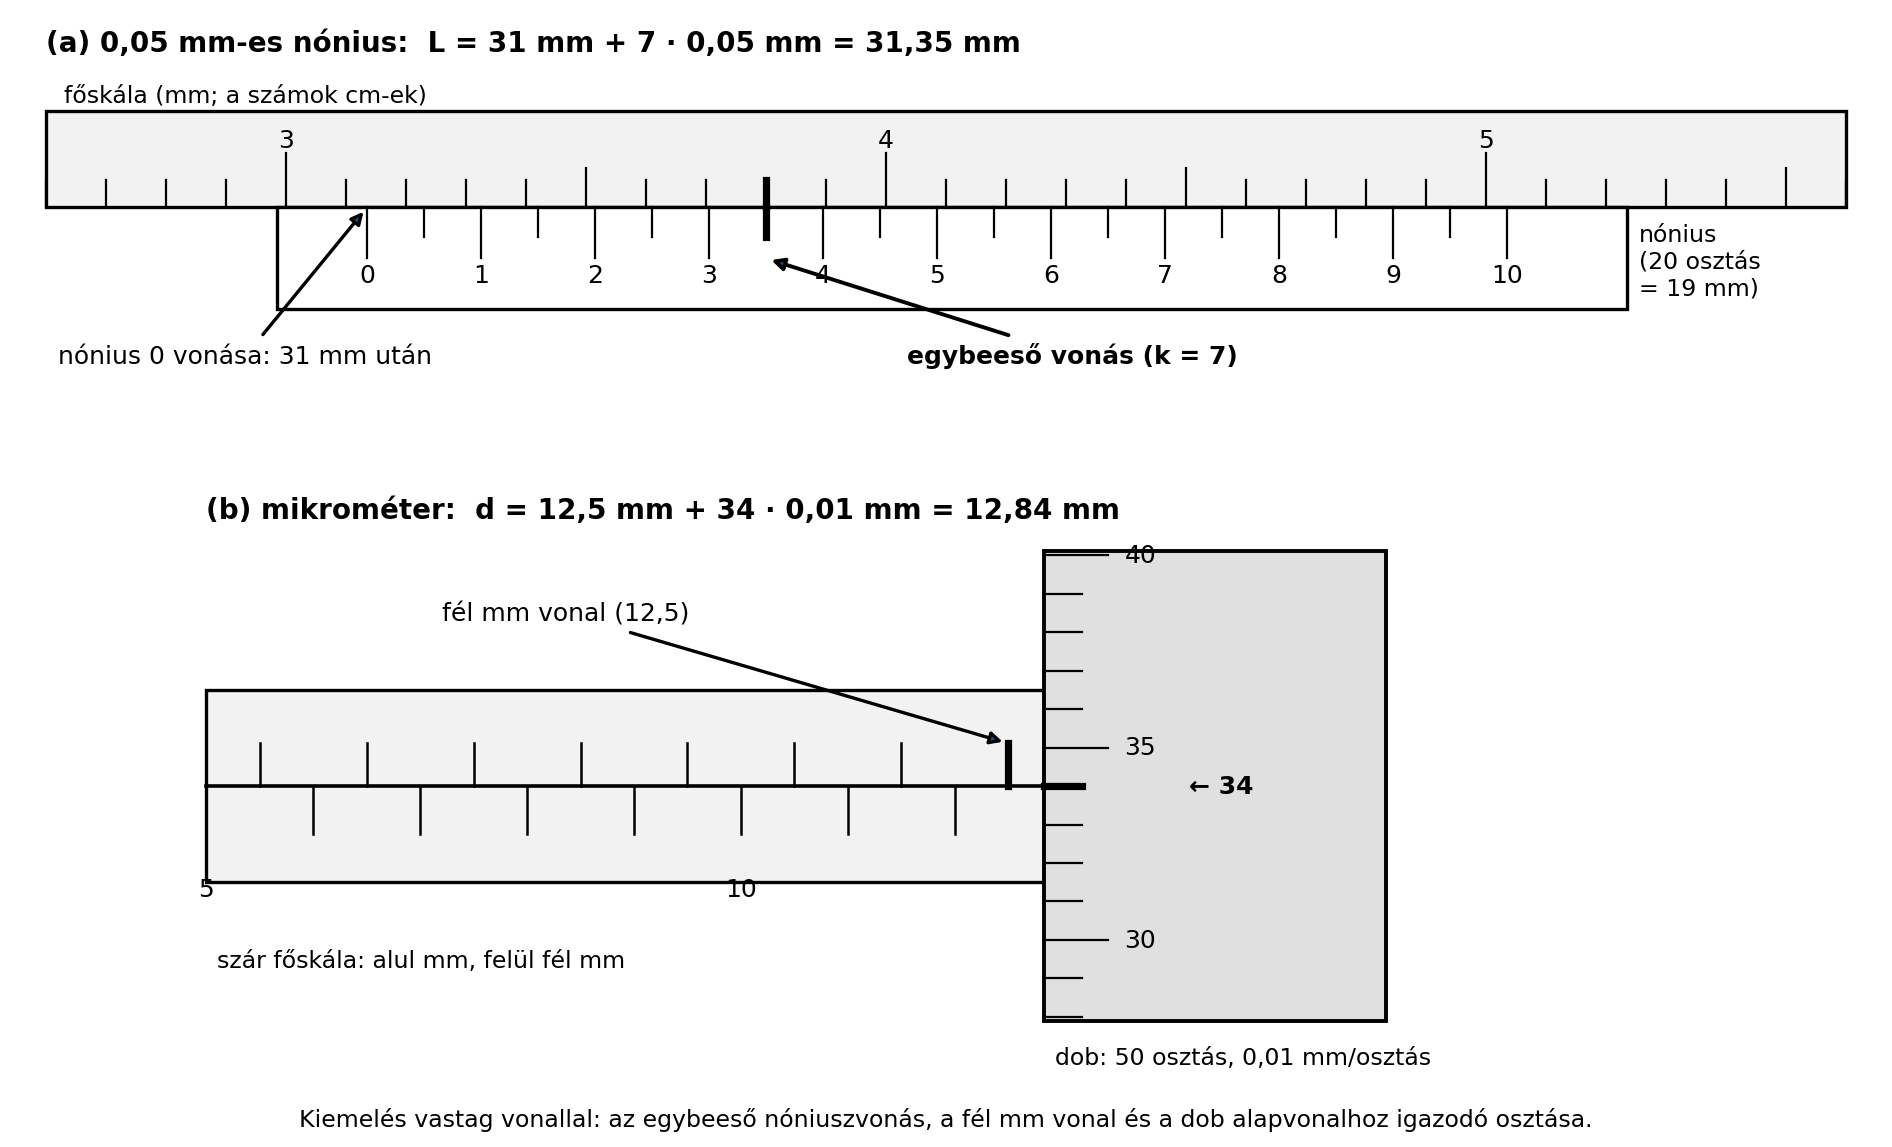 (a) 0,05 mm-es nónius:  L = 31 mm + 7 · 0,05 mm = 31,35 mm
főskála (mm; a számok cm-ek)
3 4 5
0 1 2 3 4 5 6 7 8 9 10
nónius
(20 osztás
= 19 mm)
nónius 0 vonása: 31 mm után
egybeeső vonás (k = 7)
(b) mikrométer:  d = 12,5 mm + 34 · 0,01 mm = 12,84 mm
40
fél mm vonal (12,5)
35
← 34
5 10
30
szár főskála: alul mm, felül fél mm
dob: 50 osztás, 0,01 mm/osztás
Kiemelés vastag vonallal: az egybeeső nóniuszvonás, a fél mm vonal és a dob alapvonalhoz igazodó osztása.